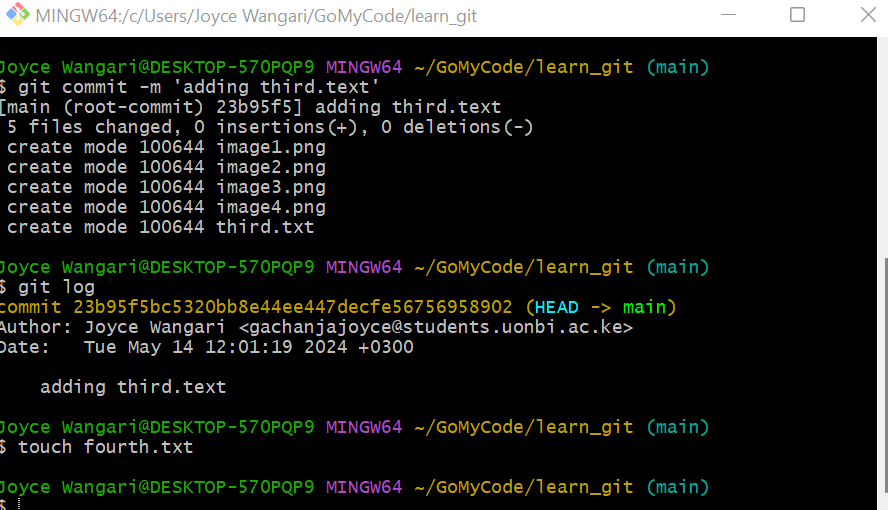 MINGW64:/c/Users/Joyce Wangari/GoMyCode/learn_git
Joyce Wangari@DESKTOP-570PQP9 MINGW64 ~/GoMyCode/learn_git (main)
$ git commit -m 'adding third.text'
[main (root-commit) 23b95f5] adding third.text
 5 files changed, 0 insertions(+), 0 deletions(-)
 create mode 100644 image1.png
 create mode 100644 image2.png
 create mode 100644 image3.png
 create mode 100644 image4.png
 create mode 100644 third.txt
Joyce Wangari@DESKTOP-570PQP9 MINGW64 ~/GoMyCode/learn_git (main)
$ git log
commit 23b95f5bc5320bb8e44ee447decfe56756958902 (HEAD -> main)
Author: Joyce Wangari <gachanjajoyce@students.uonbi.ac.ke>
Date:   Tue May 14 12:01:19 2024 +0300
    adding third.text
Joyce Wangari@DESKTOP-570PQP9 MINGW64 ~/GoMyCode/learn_git (main)
$ touch fourth.txt
Joyce Wangari@DESKTOP-570PQP9 MINGW64 ~/GoMyCode/learn_git (main)
$